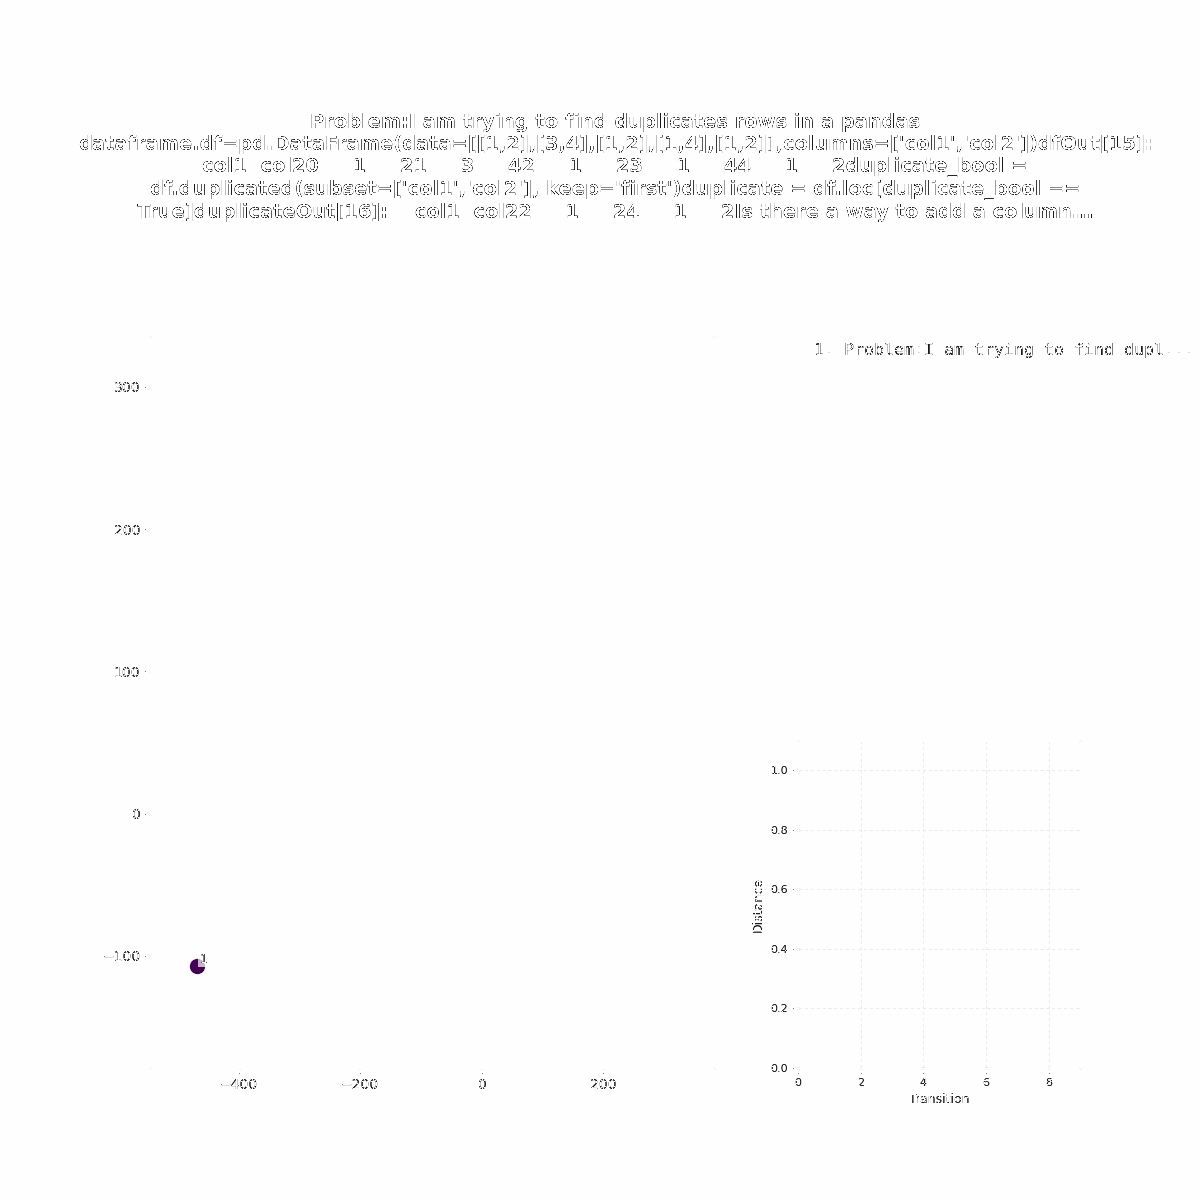 Problem:I am trying to find duplicates rows in a pandas
dataframe.df=pd.DataFrame(data=[[1,2],[3,4],[1,2],[1,4],[1,2]],columns=['col1','col2'])dfOut[15]:
col1  col20     1     21     3     42     1     23     1     44     1     2duplicate_bool =
df.duplicated(subset=['col1','col2'], keep='first')duplicate = df.loc[duplicate_bool ==
True]duplicateOut[16]:    col1  col22     1     24     1     2Is there a way to add a column....
1. Problem:I am trying to find dupl...
300
200
100
0
−100
1
−400 −200 0 200
1.0
0.8
0.6
0.4
0.2
0.0
Distance
0 2 4 6 8
Transition